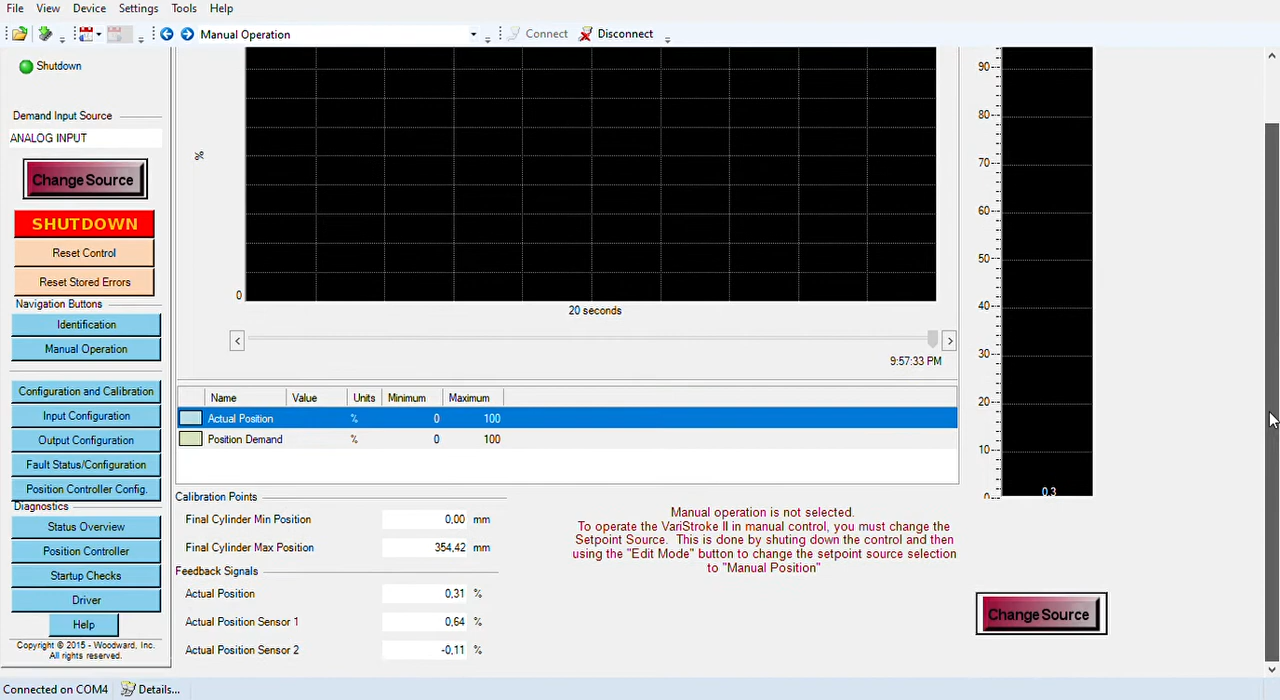 File View Device Settings Tools Help
Manual Operation Connect Disconnect
Shutdown
Demand Input Source
ANALOG INPUT
Change Source
SHUTDOWN
Reset Control
Reset Stored Errors
Navigation Buttons
Identification
Manual Operation
Configuration and Calibration
Input Configuration
Output Configuration
Fault Status/Configuration
Position Controller Config.
Diagnostics
Status Overview
Position Controller
Startup Checks
Driver
Help
Copyright © 2015 - Woodward, Inc.
All rights reserved.
%
0
20 seconds
9:57:33 PM
Name Value Units Minimum Maximum
Actual Position % 0 100
Position Demand % 0 100
Calibration Points
Final Cylinder Min Position 0,00 mm
Final Cylinder Max Position 354,42 mm
Feedback Signals
Actual Position 0,31 %
Actual Position Sensor 1 0,64 %
Actual Position Sensor 2 -0,11 %
Manual operation is not selected.
To operate the VariStroke II in manual control, you must change the
Setpoint Source. This is done by shuting down the control and then
using the "Edit Mode" button to change the setpoint source selection
to "Manual Position"
90
80
70
60
50
40
30
20
10
0
0,3
Change Source
Connected on COM4 Details...